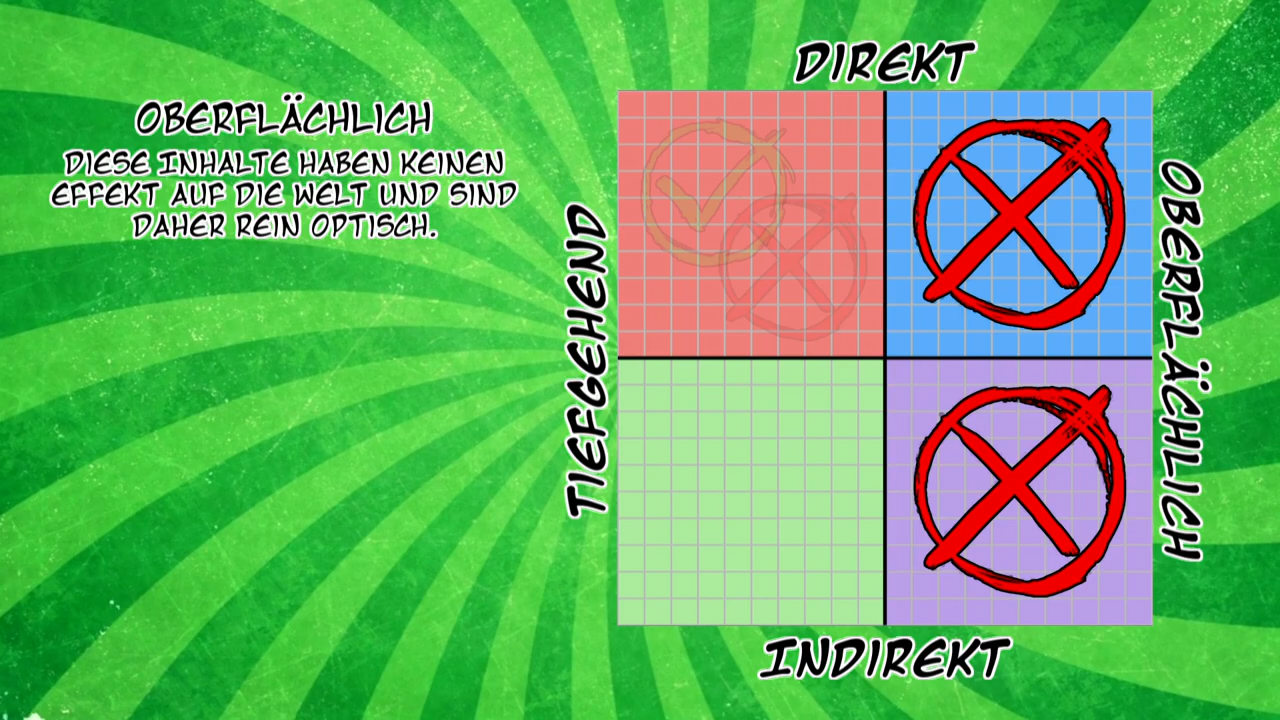 DIREKT
OBERFLÄCHLICH
DIESE INHALTE HABEN KEINEN
EFFEKT AUF DIE WELT UND SIND
DAHER REIN OPTISCH.
TIEFGEHEND
OBERFLÄCHLICH
INDIREKT